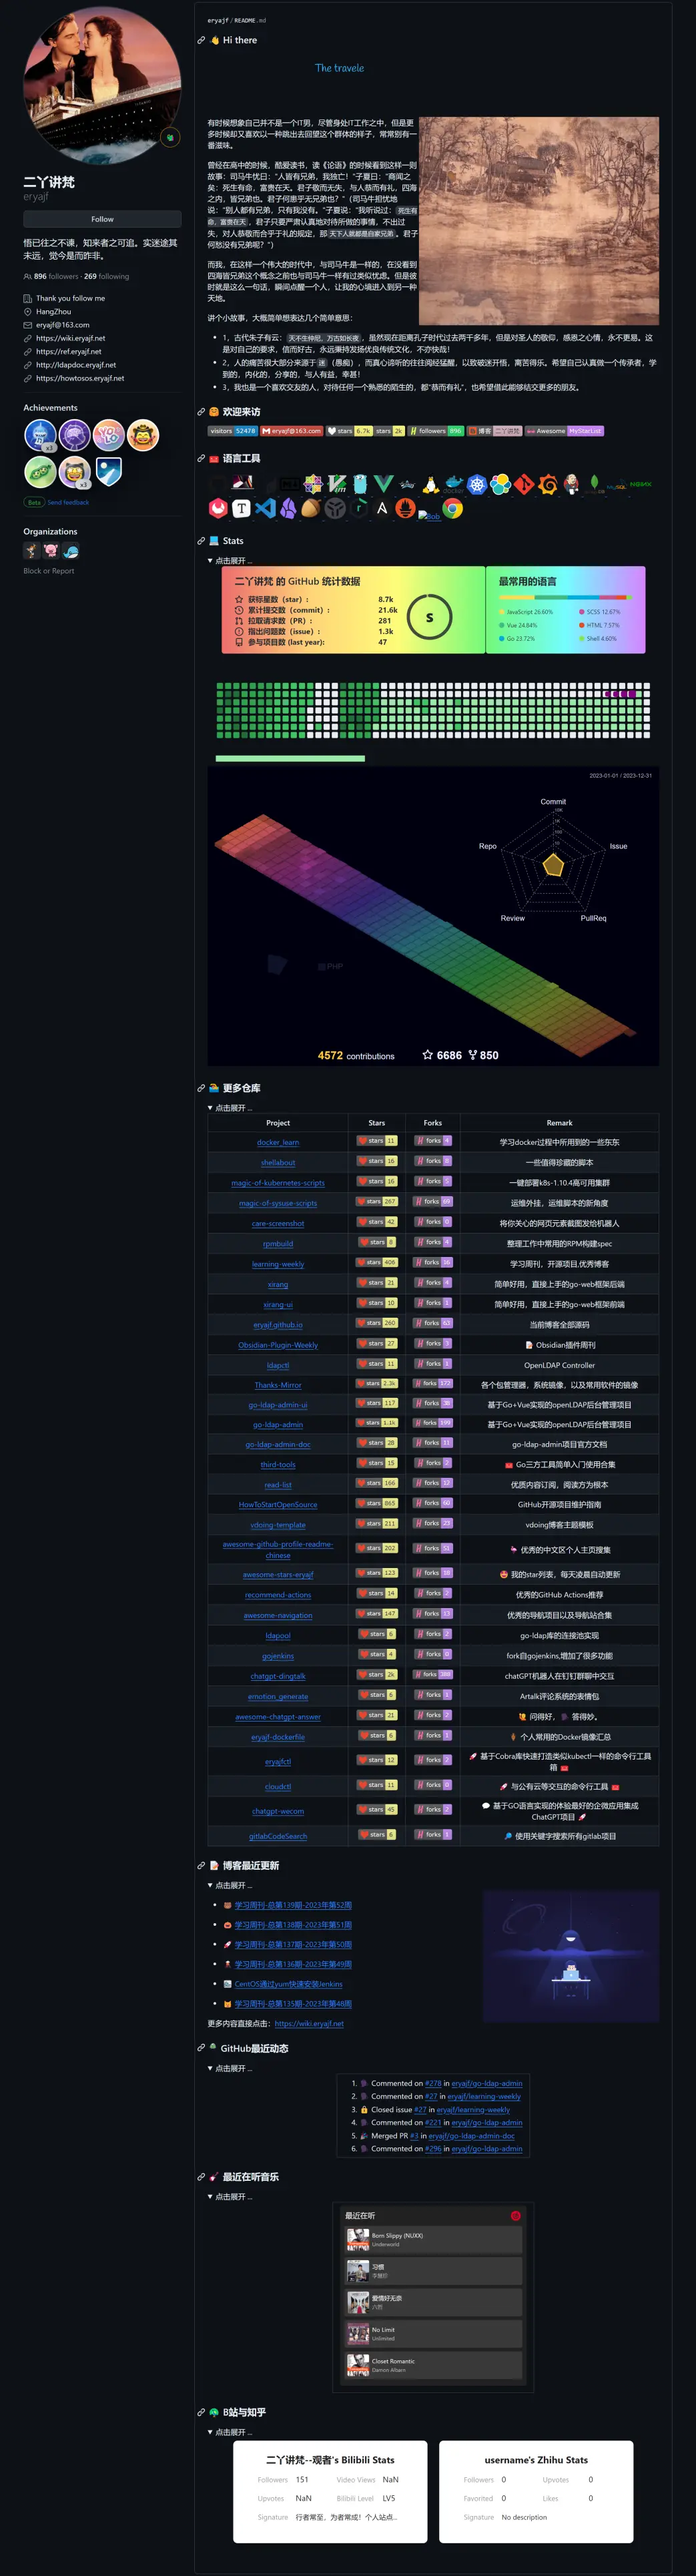 二丫讲梵
eryajf
Follow
悟已往之不谏，知来者之可追。实迷途其
未远，觉今是而昨非。
896 followers · 269 following
Thank you follow me
HangZhou
eryajf@163.com
https://wiki.eryajf.net
https://ref.eryajf.net
http://ldapdoc.eryajf.net
https://howtosos.eryajf.net
Achievements
x3
x3
Beta Send feedback
Organizations
Block or Report
eryajf / README.md
👋 Hi there
The travele
有时候想象自己并不是一个IT男，尽管身处IT工作之中，但是更
多时候却又喜欢以一种跳出去回望这个群体的样子，常常别有一
番滋味。
曾经在高中的时候，酷爱读书，读《论语》的时候看到这样一则
故事：司马牛忧曰：“人皆有兄弟，我独亡！”子夏曰：“商闻之
矣：死生有命，富贵在天。君子敬而无失，与人恭而有礼，四海
之内，皆兄弟也。君子何患乎无兄弟也？”（司马牛担忧地
说：“别人都有兄弟，只有我没有。”子夏说：“我听说过：死生有
命，富贵在天，君子只要严肃认真地对待所做的事情，不出过
失，对人恭敬而合乎于礼的规定，那天下人就都是自家兄弟。君子
何愁没有兄弟呢？”）
而我，在这样一个伟大的时代中，与司马牛是一样的，在没看到
四海皆兄弟这个概念之前也与司马牛一样有过类似忧虑。但是彼
时就是这么一句话，瞬间点醒一个人，让我的心境进入到另一种
天地。
讲个小故事，大概简单想表达几个简单意思：
1，古代朱子有云：天不生仲尼，万古如长夜，虽然现在距离孔子时代过去两千多年，但是对圣人的敬仰，感恩之心情，永不更易。这
是对自己的要求，信而好古，永远秉持发扬优良传统文化，不亦快哉！
2，人的痛苦很大部分来源于迷（愚痴），而真心讲听的往往阅经猛醒，以致破迷开悟，离苦得乐。希望自己认真做一个传承者，学
到的，内化的，分享的，与人有益，幸甚！
3，我也是一个喜欢交友的人，对待任何一个熟悉的陌生，都“恭而有礼”，也希望借此能够结交更多的朋友。
🤗 欢迎来访
visitors 52478 eryajf@163.com stars 6.7k stars 2k followers 896 博客 二丫讲梵 Awesome MyStarList
🧰 语言工具
docker MySQL NGINX
Bob
Stats
点击展开 ...
二丫讲梵 的 GitHub 统计数据
获得星数（star）： 8.7k
累计提交数（commit）： 21.6k
拉取请求数（PR）： 281
指出问题数（issue）： 1.3k
参与项目数 (last year): 47
S
最常用的语言
JavaScript 26.60%
SCSS 12.67%
Vue 24.84%
HTML 7.57%
Go 23.72%
Shell 4.60%
2023-01-01 / 2023-12-31
Commit
Issue
PullReq
Review
Repo
PHP
4572 contributions 6686 850
更多仓库
点击展开 ...
Project Stars Forks Remark
docker_learn stars 11 forks 4 学习docker过程中所用到的一些东东
shellabout stars 16 forks 8 一些值得珍藏的脚本
magic-of-kubernetes-scripts stars 16 forks 5 一键部署k8s-1.10.4高可用集群
magic-of-sysuse-scripts stars 267 forks 69 运维外挂，运维脚本的新角度
care-screenshot stars 42 forks 0 将你关心的网页元素截图发给机器人
rpmbuild stars 8 forks 4 整理工作中常用的RPM构建spec
learning-weekly stars 406 forks 16 学习周刊，开源项目,优秀博客
xirang stars 21 forks 4 简单好用，直接上手的go-web框架后端
xirang-ui stars 10 forks 1 简单好用，直接上手的go-web框架前端
eryajf.github.io stars 260 forks 63 当前博客全部源码
Obsidian-Plugin-Weekly stars 27 forks 3 📝 Obsidian插件周刊
ldapctl stars 11 forks 1 OpenLDAP Controller
Thanks-Mirror stars 2.3k forks 172 各个包管理器，系统镜像，以及常用软件的镜像
go-ldap-admin-ui stars 117 forks 38 基于Go+Vue实现的openLDAP后台管理项目
go-ldap-admin stars 1.1k forks 199 基于Go+Vue实现的openLDAP后台管理项目
go-ldap-admin-doc stars 28 forks 11 go-ldap-admin项目官方文档
third-tools stars 15 forks 2 🧰 Go三方工具简单入门使用合集
read-list stars 166 forks 12 优质内容订阅，阅读方为根本
HowToStartOpenSource stars 865 forks 60 GitHub开源项目维护指南
vdoing-template stars 211 forks 23 vdoing博客主题模板
awesome-github-profile-readme-
chinese stars 202 forks 51 🦩 优秀的中文区个人主页搜集
awesome-stars-eryajf stars 123 forks 18 🤩 我的star列表，每天凌晨自动更新
recommend-actions stars 14 forks 2 优秀的GitHub Actions推荐
awesome-navigation stars 147 forks 13 优秀的导航项目以及导航站合集
ldapool stars 6 forks 2 go-ldap库的连接池实现
gojenkins stars 4 forks 0 fork自gojenkins,增加了很多功能
chatgpt-dingtalk stars 2k forks 388 chatGPT机器人在钉钉群聊中交互
emotion_generate stars 5 forks 1 Artalk评论系统的表情包
awesome-chatgpt-answer stars 21 forks 2 🙋 问得好，🗣 答得妙。
eryajf-dockerfile stars 6 forks 1 个人常用的Docker镜像汇总
eryajfctl stars 12 forks 2 🚀 基于Cobra库快速打造类似kubectl一样的命令行工具
箱 🧰
cloudctl stars 11 forks 0 🚀 与公有云等交互的命令行工具 🧰
chatgpt-wecom stars 45 forks 2 💬 基于GO语言实现的体验最好的企微应用集成
ChatGPT项目 🚀
gitlabCodeSearch stars 6 forks 1 🔎 使用关键字搜索所有gitlab项目
📝 博客最近更新
点击展开 ...
学习周刊-总第139期-2023年第52周
学习周刊-总第138期-2023年第51周
学习周刊-总第137期-2023年第50周
学习周刊-总第136期-2023年第49周
CentOS通过yum快速安装Jenkins
学习周刊-总第135期-2023年第48周
更多内容直接点击：https://wiki.eryajf.net
GitHub最近动态
点击展开 ...
1. 🗣 Commented on #278 in eryajf/go-ldap-admin
2. 🗣 Commented on #27 in eryajf/learning-weekly
3. 🔒 Closed issue #27 in eryajf/learning-weekly
4. 🗣 Commented on #221 in eryajf/go-ldap-admin
5. 🎉 Merged PR #3 in eryajf/go-ldap-admin-doc
6. 🗣 Commented on #296 in eryajf/go-ldap-admin
🎸 最近在听音乐
点击展开 ...
最近在听
Born Slippy (NUXX)
Underworld
习惯
李慧珍
爱情好无奈
No Limit
Unlimited
Closet Romantic
Damon Albarn
B站与知乎
点击展开 ...
二丫讲梵--观者's Bilibili Stats
Followers 151 Video Views NaN
Upvotes NaN Bilibili Level LV5
Signature 行者常至，为者常成！个人站点...
username's Zhihu Stats
Followers 0 Upvotes 0
Favorited 0 Likes 0
Signature No description